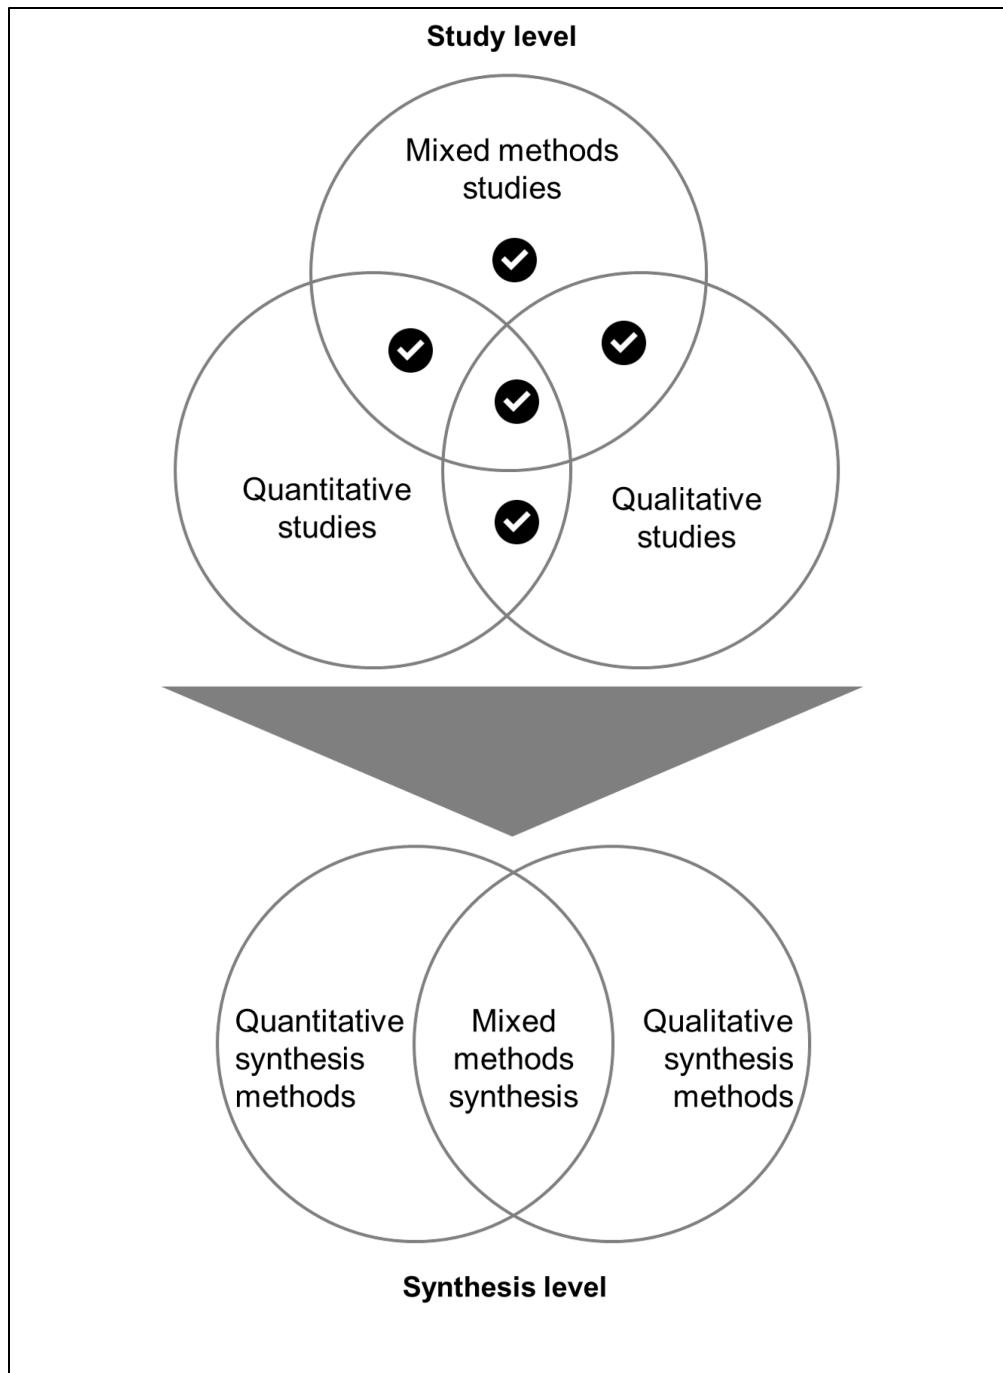 Study level
Mixed methods
studies
Quantitative
studies
Qualitative
studies
Quantitative
synthesis
methods
Mixed
methods
synthesis
Qualitative
synthesis
methods
Synthesis level